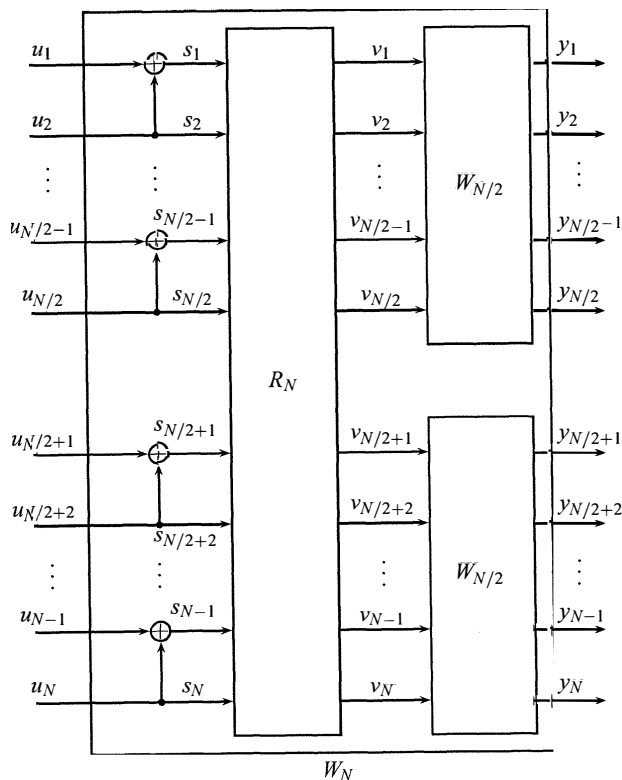 u_1 s_1 v_1 y_1
u_2 s_2 v_2 y_2
⋮ ⋮ ⋮ W_{N/2} ⋮
u_{N/2-1} s_{N/2-1} v_{N/2-1} y_{N/2-1}
u_{N/2} s_{N/2} v_{N/2} y_{N/2}
R_N
u_{N/2+1} s_{N/2+1} v_{N/2+1} y_{N/2+1}
u_{N/2+2} s_{N/2+2} v_{N/2+2} y_{N/2+2}
⋮ ⋮ ⋮ W_{N/2} ⋮
u_{N-1} s_{N-1} v_{N-1} y_{N-1}
u_N s_N v_N y_N
W_N